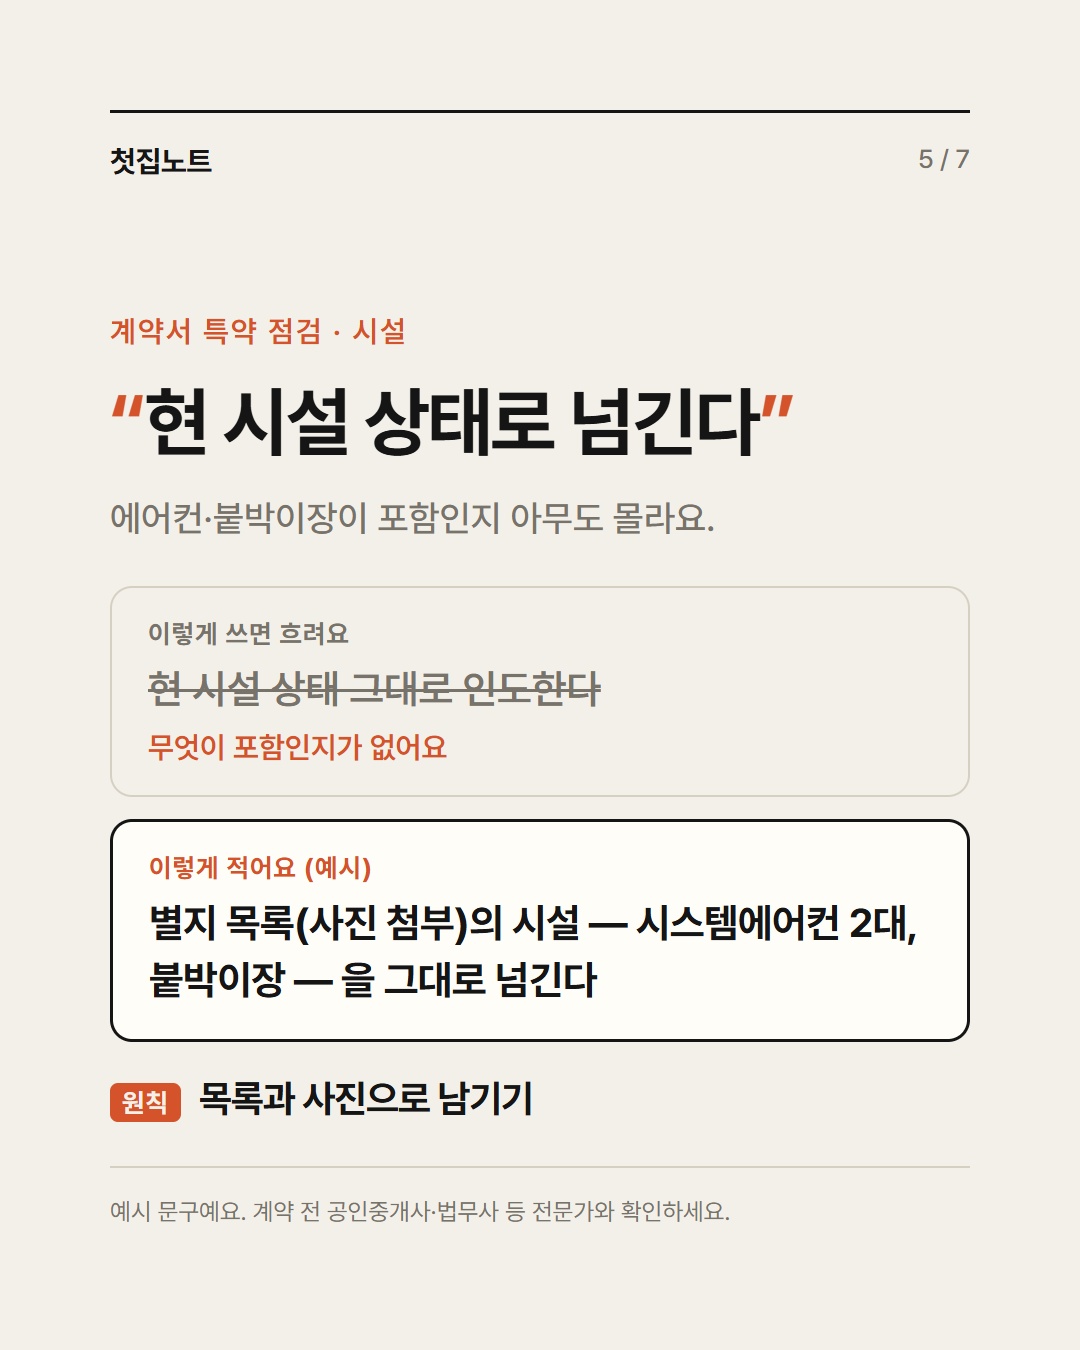 첫집노트
5 / 7
계약서 특약 점검 · 시설
“현 시설 상태로 넘긴다”
에어컨·붙박이장이 포함인지 아무도 몰라요.
이렇게 쓰면 흐려요
현 시설 상태 그대로 인도한다
무엇이 포함인지가 없어요
이렇게 적어요 (예시)
별지 목록(사진 첨부)의 시설 — 시스템에어컨 2대,
붙박이장 — 을 그대로 넘긴다
원칙 목록과 사진으로 남기기
예시 문구예요. 계약 전 공인중개사·법무사 등 전문가와 확인하세요.